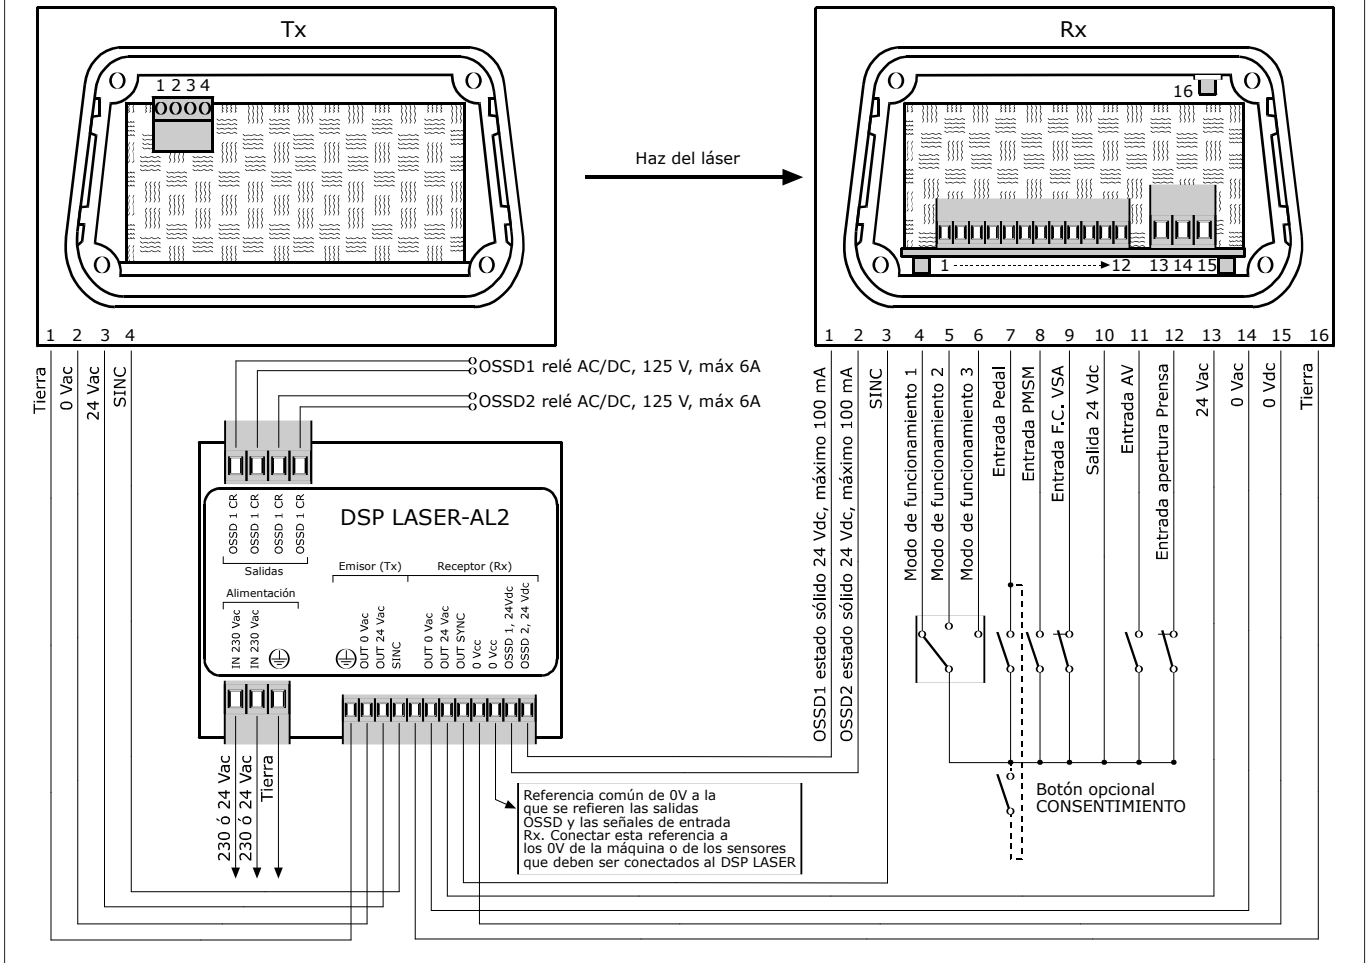 Tx
Rx
1 2 3 4
16
Haz del láser
1
12
13 14 15
1 2 3 4
1 2 3 4 5 6 7 8 9 10 11 12 13 14 15 16
Tierra
0 Vac
24 Vac
SINC
OSSD1 relé AC/DC, 125 V, máx 6A
OSSD2 relé AC/DC, 125 V, máx 6A
OSSD1 estado sólido 24 Vdc, máximo 100 mA
OSSD2 estado sólido 24 Vdc, máximo 100 mA
SINC
Modo de funcionamiento 1
Modo de funcionamiento 2
Modo de funcionamiento 3
Entrada Pedal
Entrada PMSM
Entrada F.C. VSA
Salida 24 Vdc
Entrada AV
Entrada apertura Prensa
24 Vac
0 Vac
0 Vdc
Tierra
OSSD 1 CR
OSSD 1 CR
OSSD 1 CR
OSSD 1 CR
Salidas
DSP LASER-AL2
Alimentación
IN 230 Vac
IN 230 Vac
Emisor (Tx)
OUT 0 Vac
OUT 24 Vac
SINC
Receptor (Rx)
OUT 0 Vac
OUT 24 Vac
OUT SYNC
0 Vcc
0 Vcc
OSSD 1, 24Vdc
OSSD 2, 24 Vdc
230 ó 24 Vac
230 ó 24 Vac
Tierra
Referencia común de 0V a la
que se refieren las salidas
OSSD y las señales de entrada
Rx. Conectar esta referencia a
los 0V de la máquina o de los sensores
que deben ser conectados al DSP LASER
Botón opcional
CONSENTIMIENTO